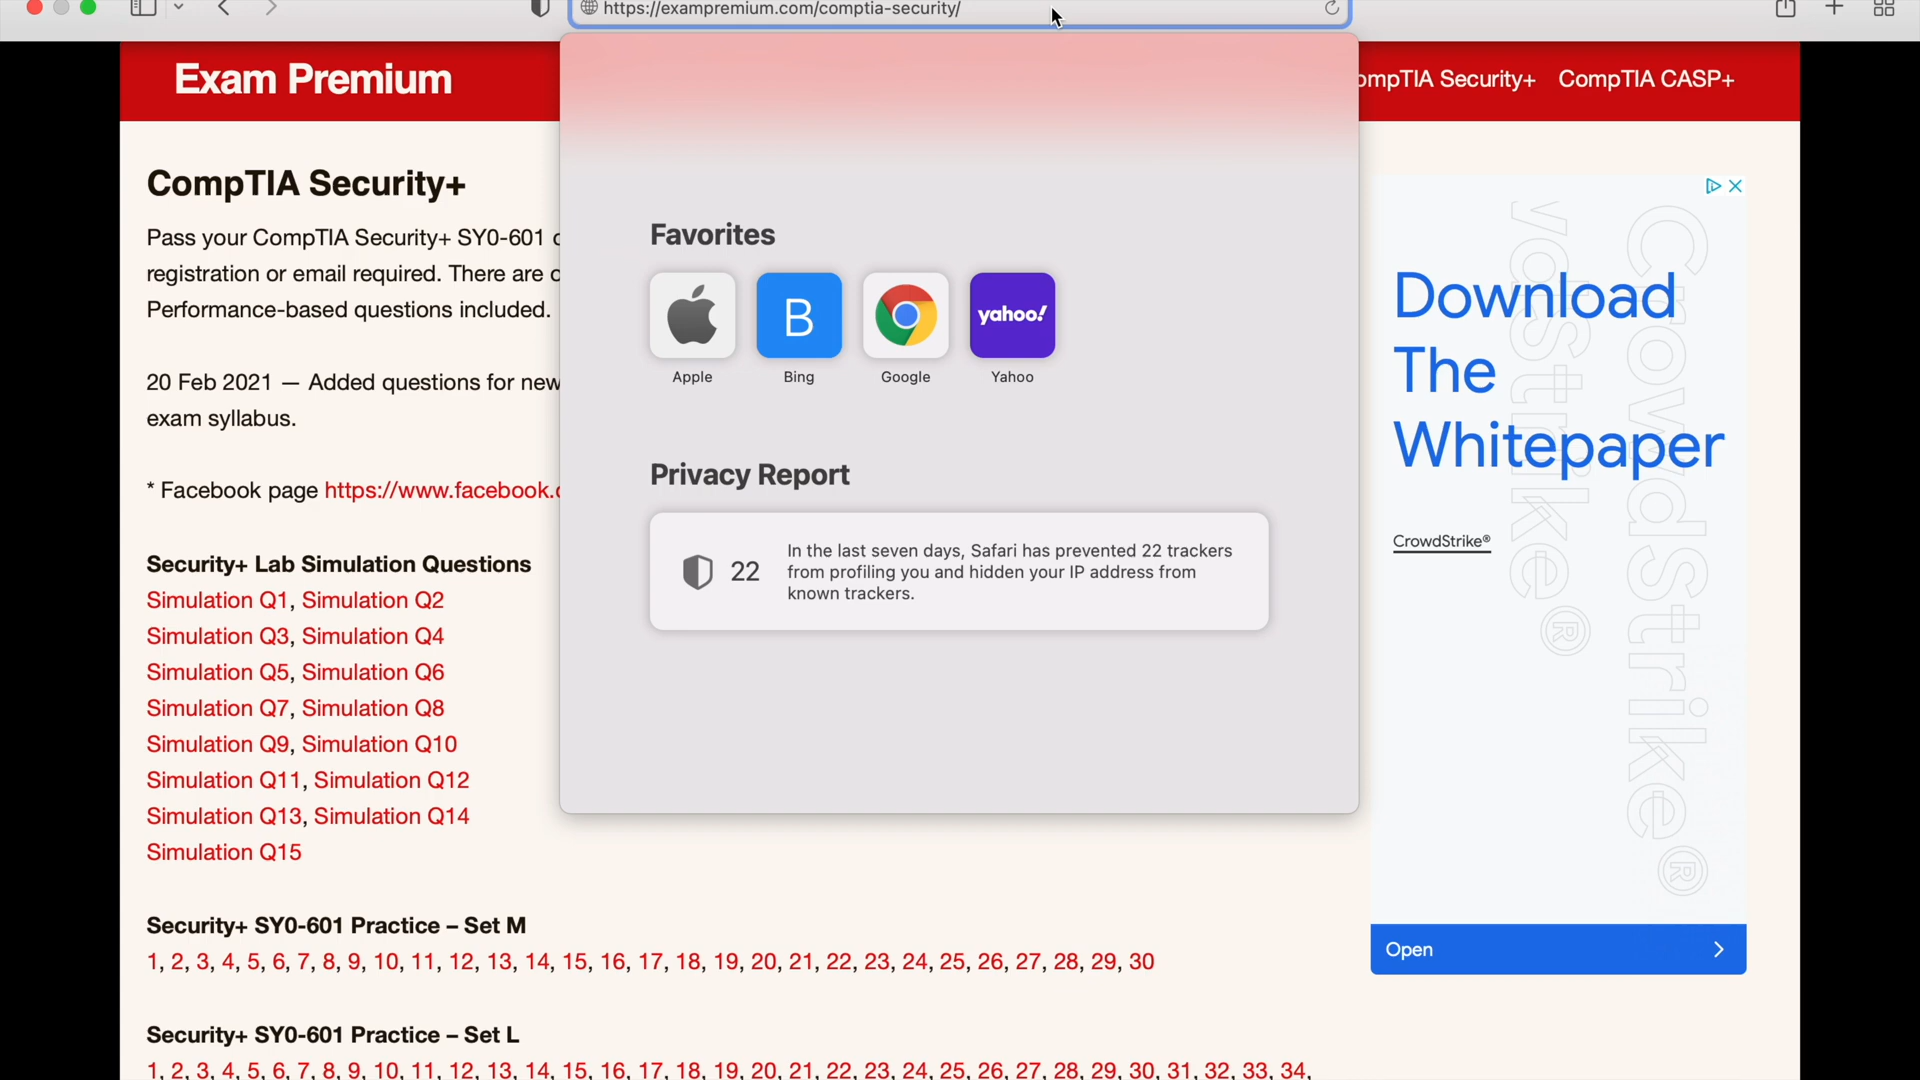 https://exampremium.com/comptia-security/
Exam Premium
CompTIA Security+
Pass your CompTIA Security+ SY0-601
registration or email required. There are
Performance-based questions included.
20 Feb 2021 — Added questions for new
exam syllabus.
* Facebook page https://www.facebook.
Security+ Lab Simulation Questions
Simulation Q1, Simulation Q2
Simulation Q3, Simulation Q4
Simulation Q5, Simulation Q6
Simulation Q7, Simulation Q8
Simulation Q9, Simulation Q10
Simulation Q11, Simulation Q12
Simulation Q13, Simulation Q14
Simulation Q15
Security+ SY0-601 Practice – Set M
1, 2, 3, 4, 5, 6, 7, 8, 9, 10, 11, 12, 13, 14, 15, 16, 17, 18, 19, 20, 21, 22, 23, 24, 25, 26, 27, 28, 29, 30
Security+ SY0-601 Practice – Set L
1, 2, 3, 4, 5, 6, 7, 8, 9, 10, 11, 12, 13, 14, 15, 16, 17, 18, 19, 20, 21, 22, 23, 24, 25, 26, 27, 28, 29, 30, 31, 32, 33, 34,
Favorites
B
yahoo!
Apple
Bing
Google
Yahoo
Privacy Report
22
In the last seven days, Safari has prevented 22 trackers
from profiling you and hidden your IP address from
known trackers.
ompTIA Security+ CompTIA CASP+
Download
The
Whitepaper
CrowdStrike®
CrowdStrike®
wdStrike®
Open